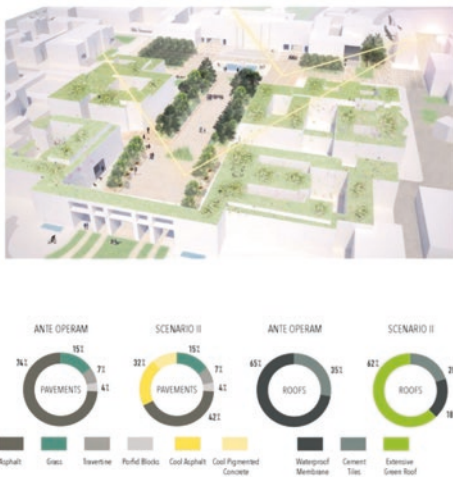 ANTE OPERAM
SCENARIO II
ANTE OPERAM
SCENARIO II
74%
15%
7%
4%
PAVEMENTS
32%
15%
7%
4%
42%
PAVEMENTS
65%
35%
ROOFS
62%
ROOFS
Asphalt
Grass
Travertine
Porfid Blocks
Cool Asphalt
Cool Pigmented
Concrete
Waterproof
Membrane
Cement
Tiles
Extensive
Green Roof